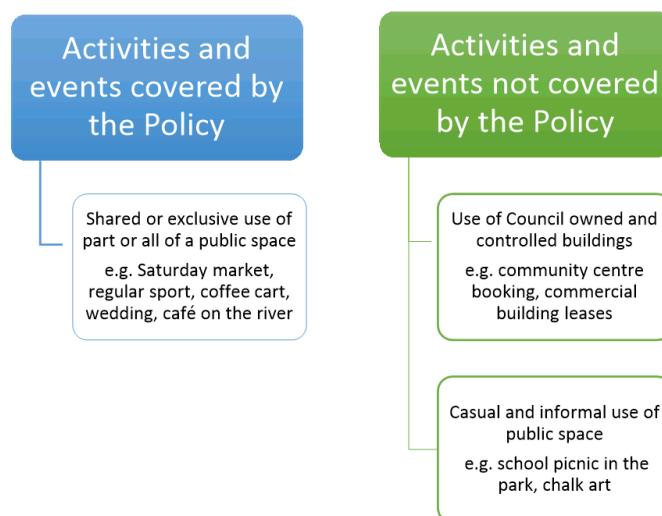 Activities and
events covered by
the Policy
Shared or exclusive use of
part or all of a public space
e.g. Saturday market,
regular sport, coffee cart,
wedding, café on the river
Activities and
events not covered
by the Policy
Use of Council owned and
controlled buildings
e.g. community centre
booking, commercial
building leases
Casual and informal use of
public space
e.g. school picnic in the
park, chalk art